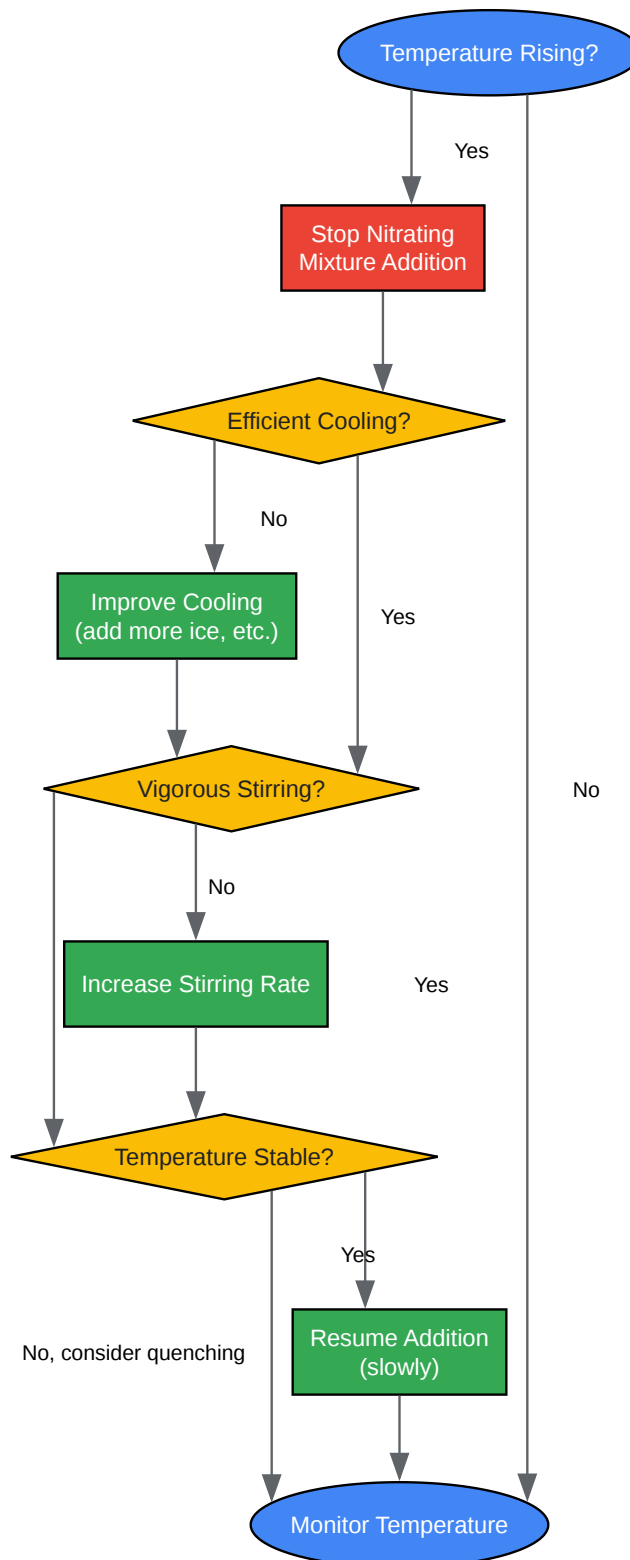 Temperature Rising?
Yes
Stop Nitrating
Mixture Addition
Efficient Cooling?
No
Improve Cooling
(add more ice, etc.)
Yes
Vigorous Stirring?
No
No
Increase Stirring Rate
Yes
Temperature Stable?
Yes
Resume Addition
(slowly)
No, consider quenching
Monitor Temperature